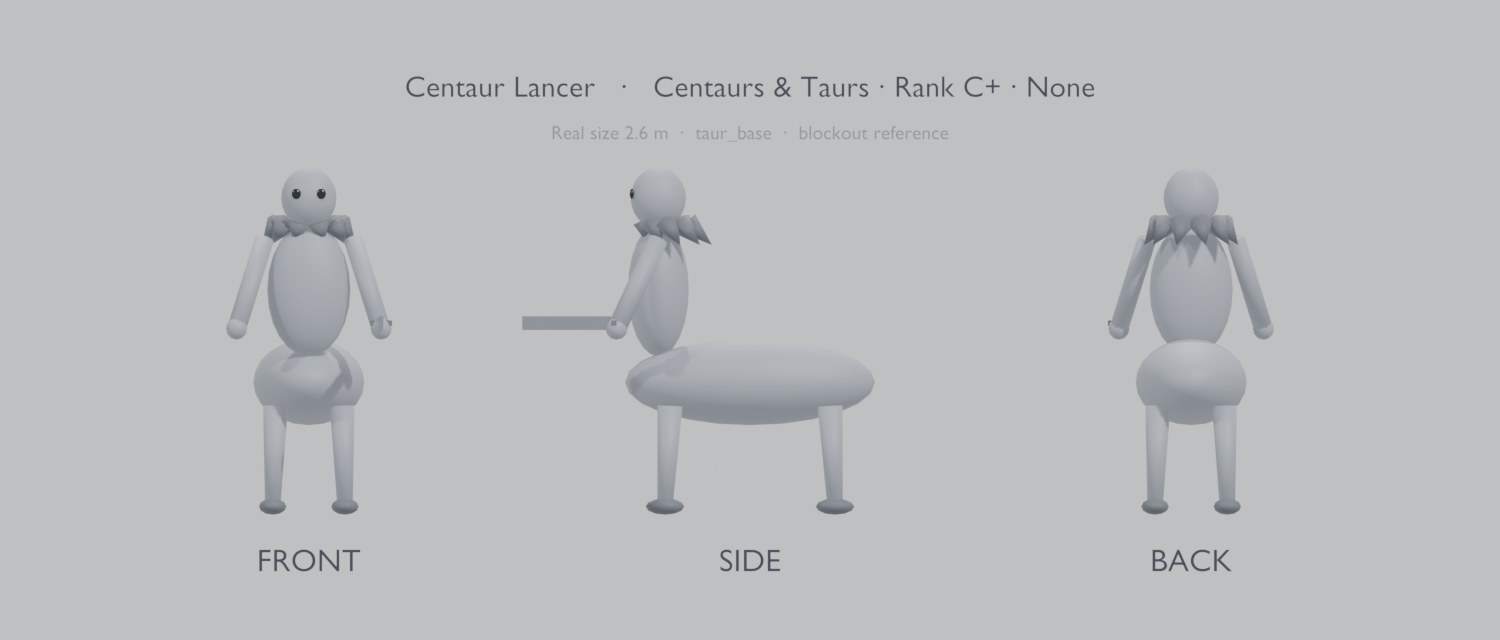 Centaur Lancer · Centaurs & Taurs · Rank C+ · None
Real size 2.6 m · taur_base · blockout reference
FRONT SIDE BACK